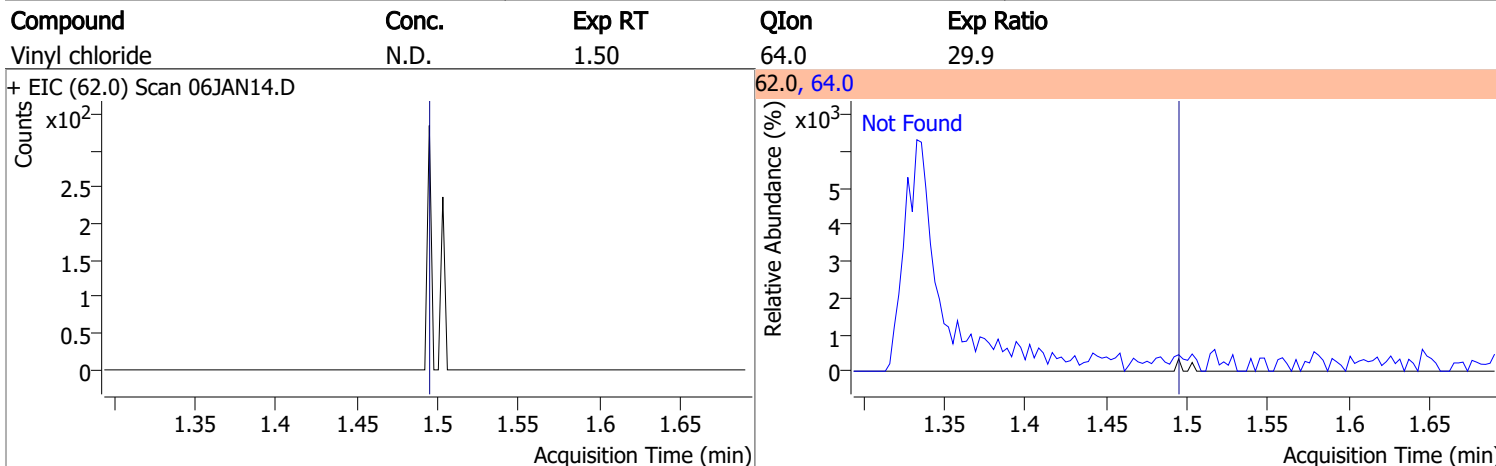 Compound Conc. Exp RT QIon Exp Ratio
Vinyl chloride N.D. 1.50 64.0 29.9
+ EIC (62.0) Scan 06JAN14.D
Counts
x10²
2.5
2
1.5
1
0.5
0
1.35 1.4 1.45 1.5 1.55 1.6 1.65
Acquisition Time (min)
62.0, 64.0
Relative Abundance (%)
x10³
Not Found
5
4
3
2
1
0
1.35 1.4 1.45 1.5 1.55 1.6 1.65
Acquisition Time (min)